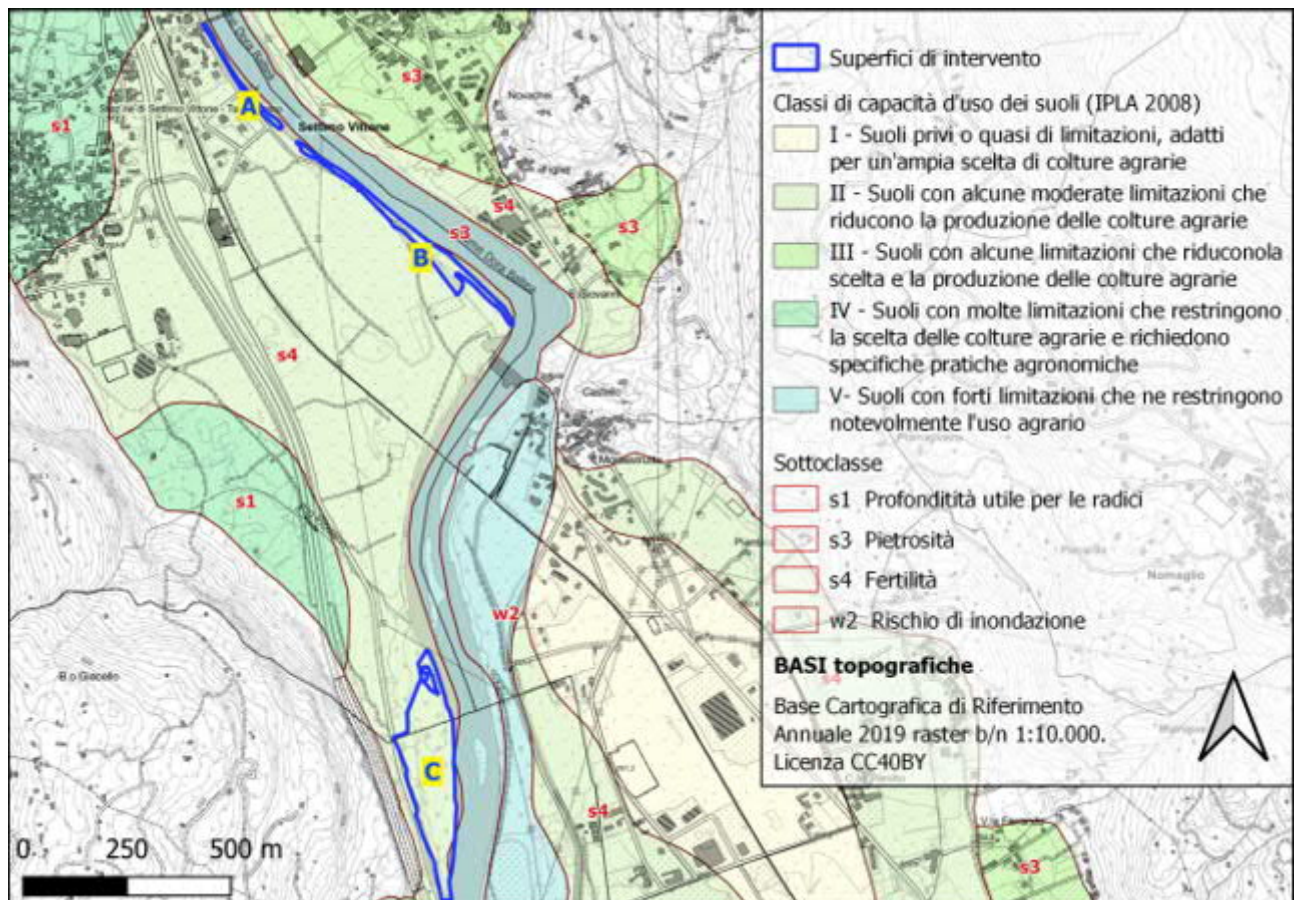 s3
s1
A
Settimo Vittone
Novachei
s4
s3
s3
B
S. Giovanni
s4
Cesnola
s1
w2
s4
B.o Giacello
C
s4
s3
0
250
500 m
Superfici di intervento
Classi di capacità d'uso dei suoli (IPLA 2008)
I - Suoli privi o quasi di limitazioni, adatti
per un'ampia scelta di colture agrarie
II - Suoli con alcune moderate limitazioni che
riducono la produzione delle colture agrarie
III - Suoli con alcune limitazioni che riduconola
scelta e la produzione delle colture agrarie
IV - Suoli con molte limitazioni che restringono
la scelta delle colture agrarie e richiedono
specifiche pratiche agronomiche
V- Suoli con forti limitazioni che ne restringono
notevolmente l'uso agrario
Sottoclasse
s1 Profonditità utile per le radici
s3 Pietrosità
s4 Fertilità
w2 Rischio di inondazione
Nomaglio
BASI topografiche
Base Cartografica di Riferimento
Annuale 2019 raster b/n 1:10.000.
Licenza CC40BY